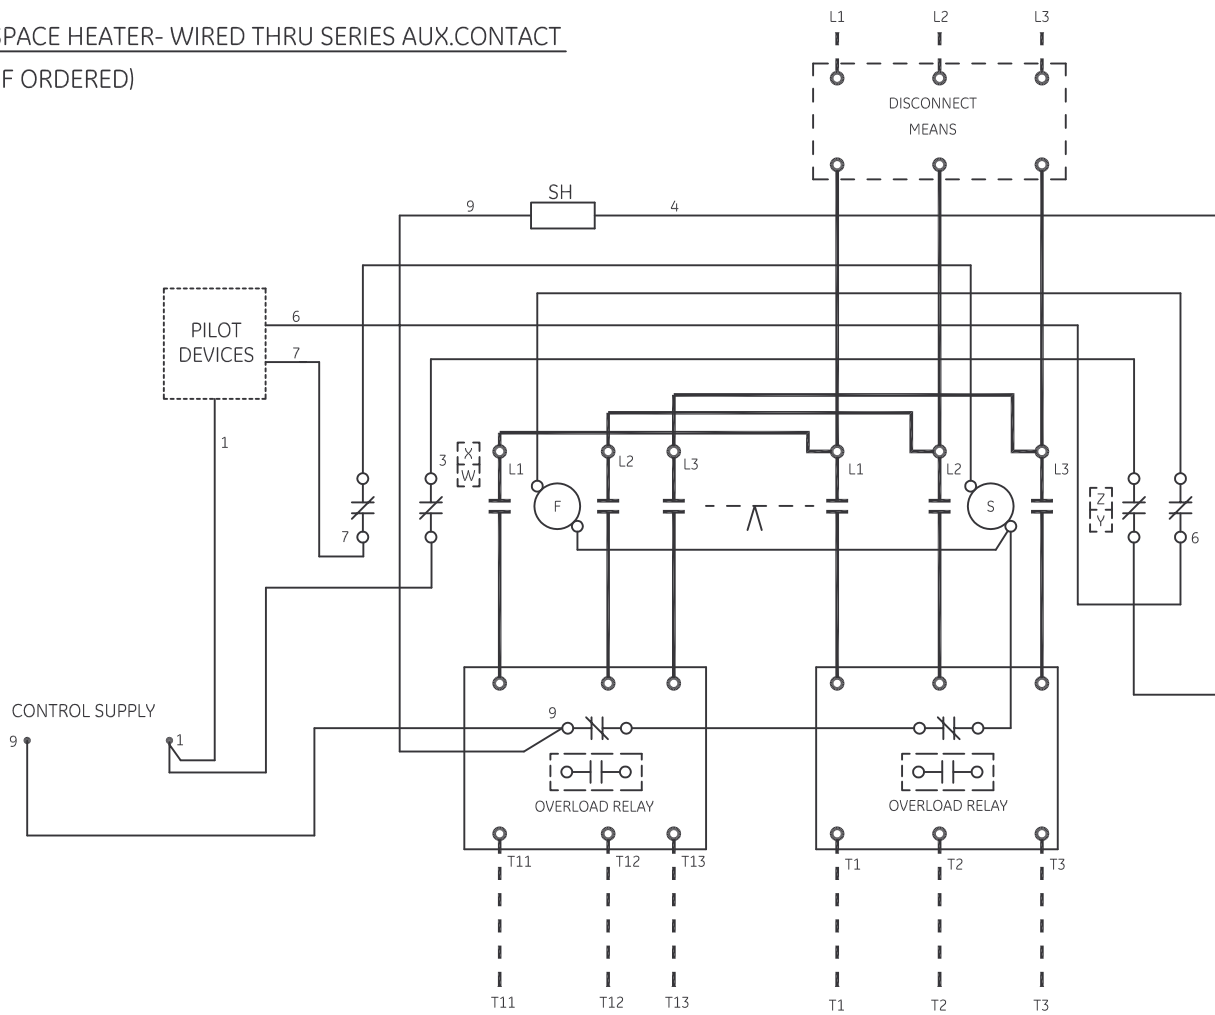 SPACE HEATER- WIRED THRU SERIES AUX.CONTACT
F ORDERED)
L1 L2 L3
DISCONNECT
MEANS
SH
9 4
PILOT
DEVICES
6
7
1
3
X
W
L1 L2 L3 L1 L2 L3
F
S
Z
Y
7
6
CONTROL SUPPLY
9 1
9
OVERLOAD RELAY
OVERLOAD RELAY
T11 T12 T13 T1 T2 T3
T11 T12 T13 T1 T2 T3